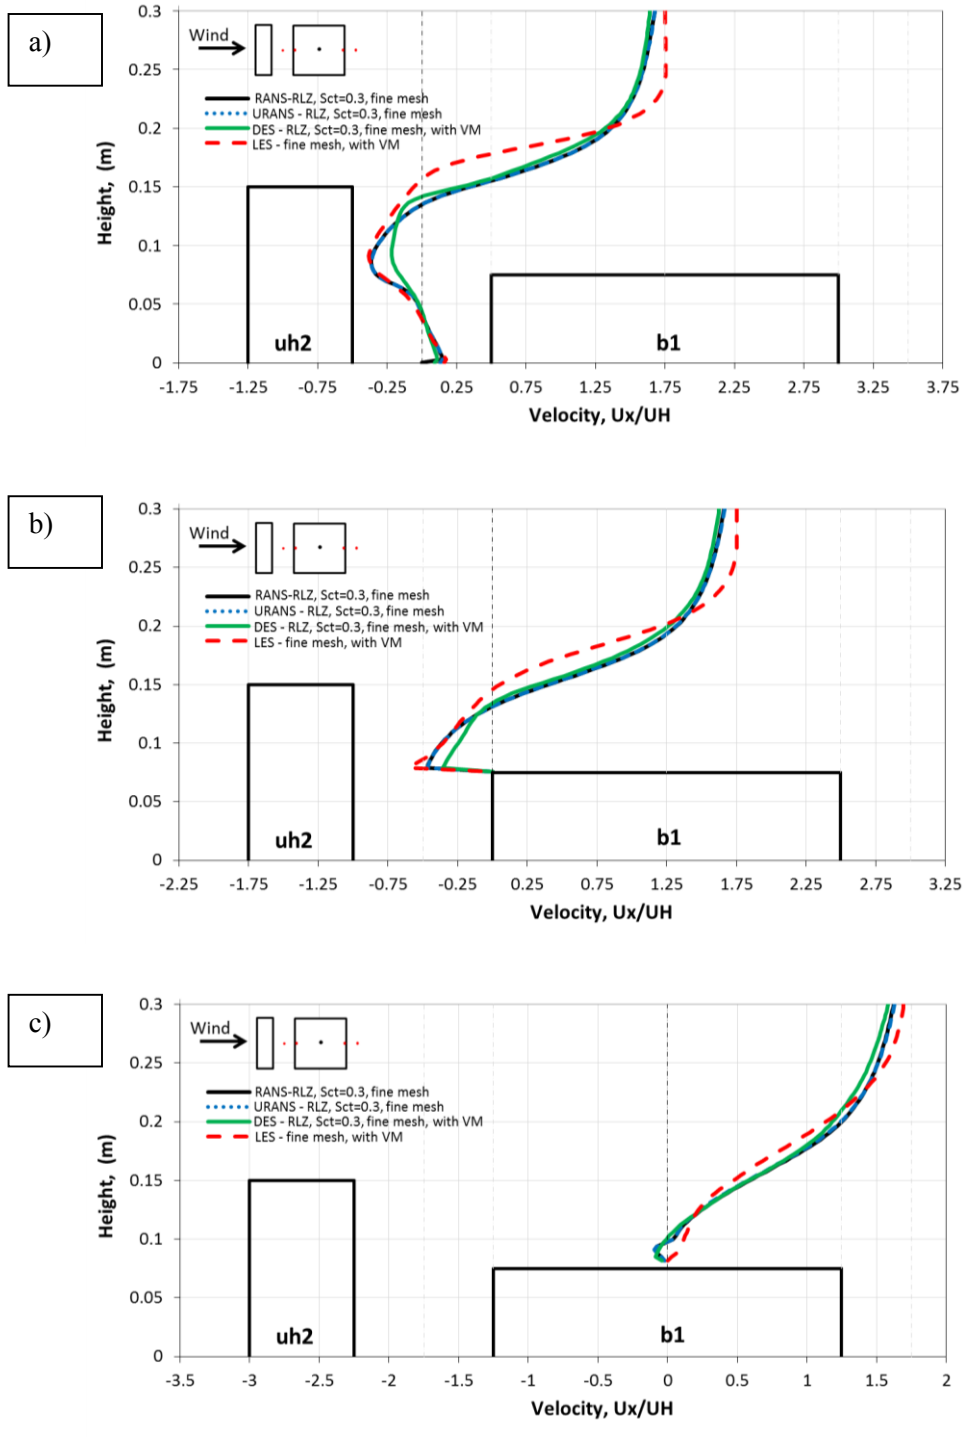 a)
0.3
0.25
0.2
0.15
0.1
0.05
0
Height, (m)
Wind
RANS-RLZ, Sct=0.3, fine mesh
URANS - RLZ, Sct=0.3, fine mesh
DES - RLZ, Sct=0.3, fine mesh, with VM
LES - fine mesh, with VM
uh2
b1
-1.75 -1.25 -0.75 -0.25 0.25 0.75 1.25 1.75 2.25 2.75 3.25 3.75
Velocity, Ux/UH
b)
0.3
0.25
0.2
0.15
0.1
0.05
0
Height, (m)
Wind
RANS-RLZ, Sct=0.3, fine mesh
URANS - RLZ, Sct=0.3, fine mesh
DES - RLZ, Sct=0.3, fine mesh, with VM
LES - fine mesh, with VM
uh2
b1
-2.25 -1.75 -1.25 -0.75 -0.25 0.25 0.75 1.25 1.75 2.25 2.75 3.25
Velocity, Ux/UH
c)
0.3
0.25
0.2
0.15
0.1
0.05
0
Height, (m)
Wind
RANS-RLZ, Sct=0.3, fine mesh
URANS - RLZ, Sct=0.3, fine mesh
DES - RLZ, Sct=0.3, fine mesh, with VM
LES - fine mesh, with VM
uh2
b1
-3.5 -3 -2.5 -2 -1.5 -1 -0.5 0 0.5 1 1.5 2
Velocity, Ux/UH